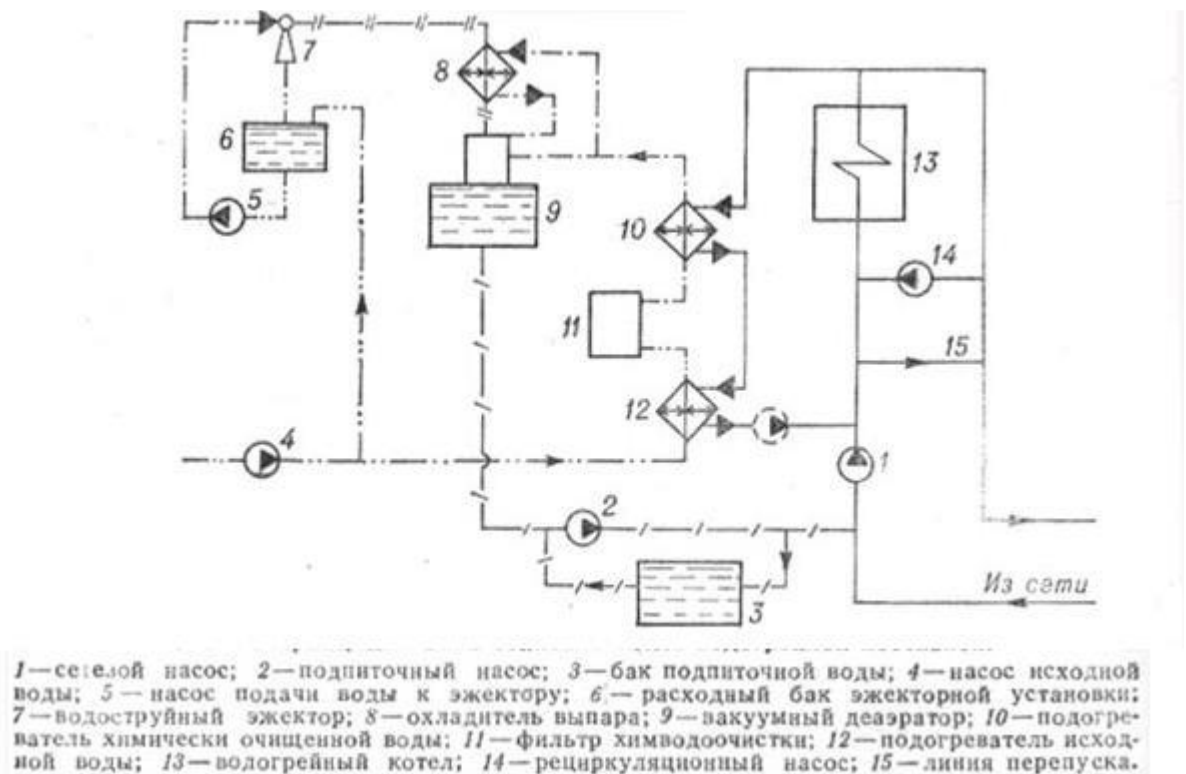 7
8
6
13
5
9
10
14
11
15
12
4
1
2
Из сети
3
1—сетевой насос; 2—подпиточный насос; 3—бак подпиточной воды; 4—насос исходной
воды; 5—насос подачи воды к эжектору; 6—расходный бак эжекторной установки;
7—водоструйный эжектор; 8—охладитель выпара; 9—вакуумный деаэратор; 10—подогре-
ватель химически очищенной воды; 11—фильтр химводоочистки; 12—подогреватель исход-
ной воды; 13—вологрейный котел; 14—рециркуляционный насос; 15—линия перепуска.